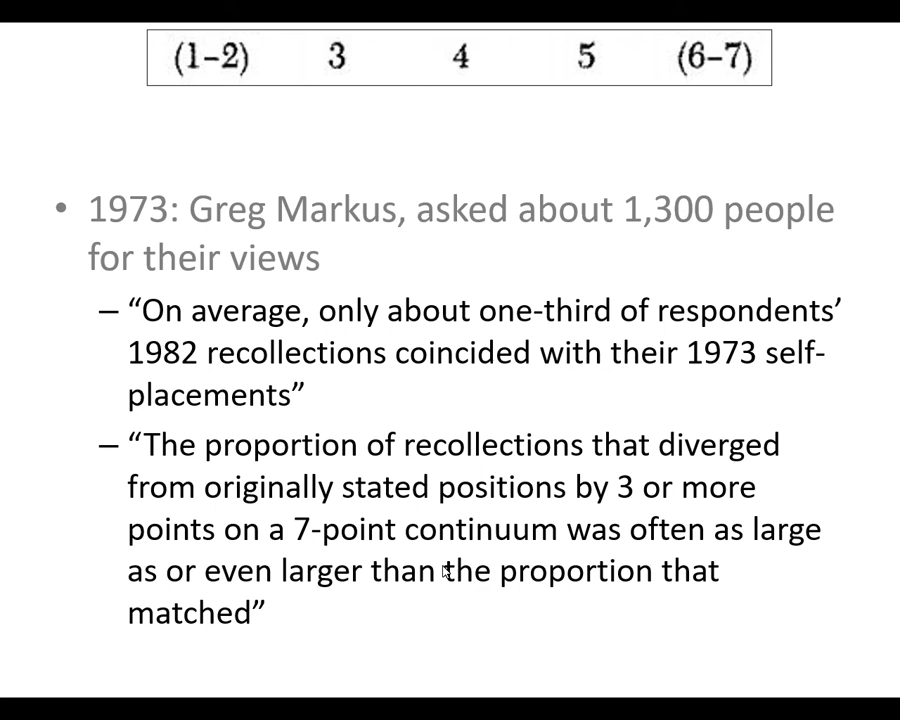 (1–2) 3 4 5 (6–7)
• 1973: Greg Markus, asked about 1,300 people
for their views
– “On average, only about one-third of respondents’
1982 recollections coincided with their 1973 self-
placements”
– “The proportion of recollections that diverged
from originally stated positions by 3 or more
points on a 7-point continuum was often as large
as or even larger than the proportion that
matched”